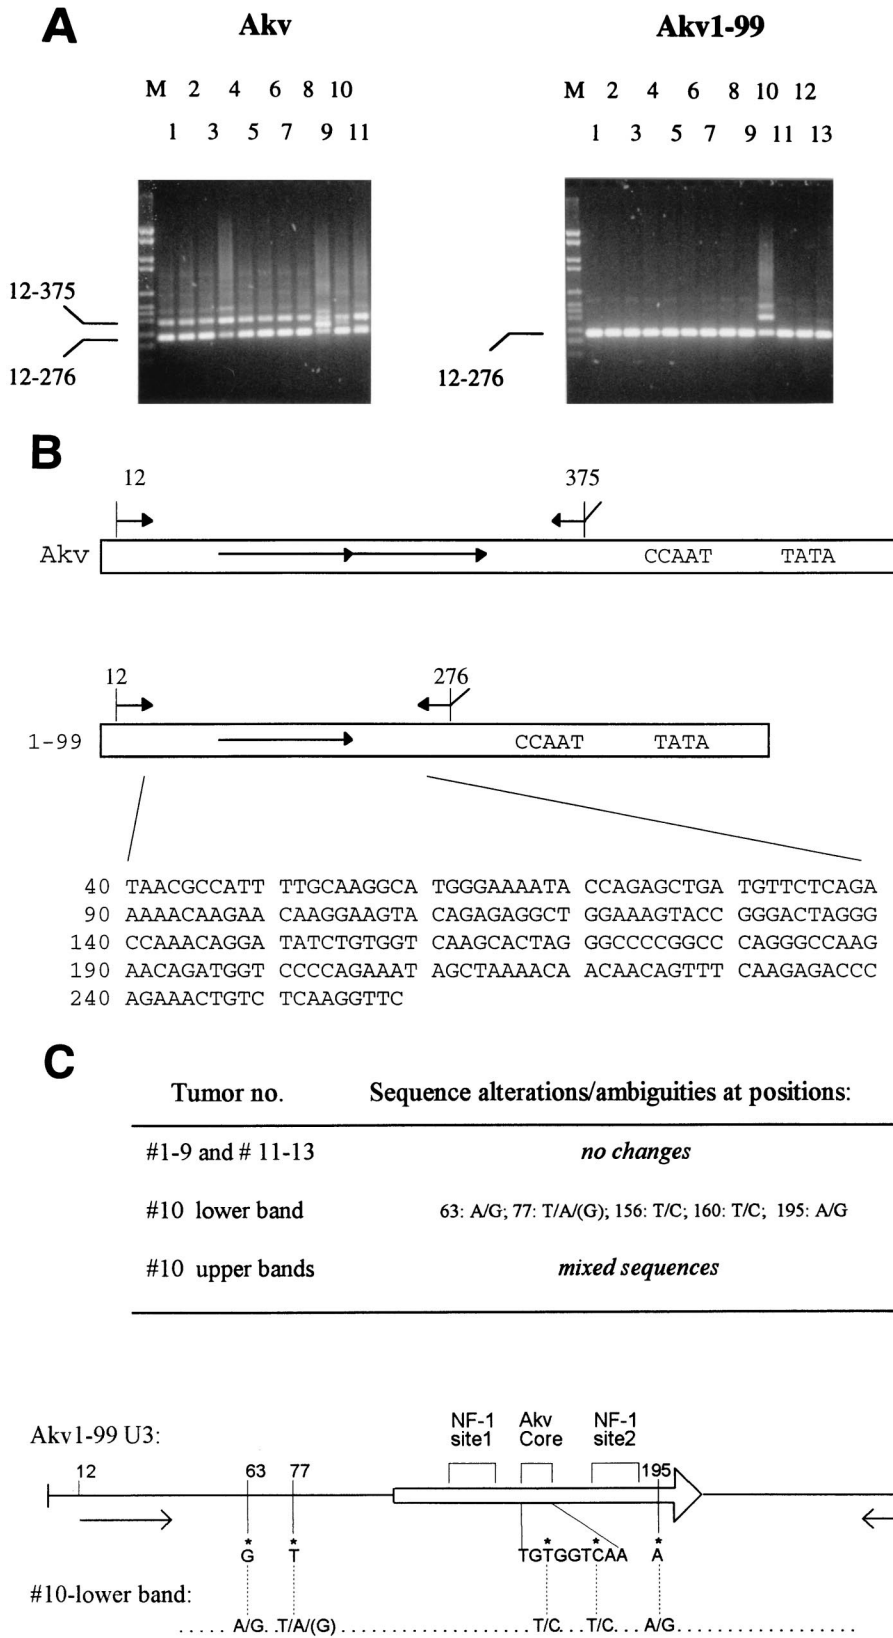 A
Akv
Akv1-99
M 2 4 6 8 10
1 3 5 7 9 11
M 2 4 6 8 10 12
1 3 5 7 9 11 13
12-375
12-276
12-276
B
12 375
Akv CCAAT TATA
12 276
1-99 CCAAT TATA
40 TAACGCCATT TTGCAAGGCA TGGGAAAATA CCAGAGCTGA TGTTCTCAGA
90 AAAACAAGAA CAAGGAAGTA CAGAGAGGCT GGAAAGTACC GGGACTAGGG
140 CCAAACAGGA TATCTGTGGT CAAGCACTAG GGCCCCGGCC CAGGGCCAAG
190 AACAGATGGT CCCCAGAAAT AGCTAAAACA ACAACAGTTT CAAGAGACCC
240 AGAAACTGTC TCAAGGTTC
C
Tumor no. Sequence alterations/ambiguities at positions:
#1-9 and # 11-13 no changes
#10 lower band 63: A/G; 77: T/A/(G); 156: T/C; 160: T/C; 195: A/G
#10 upper bands mixed sequences
Akv1-99 U3:
NF-1 site1
Akv Core
NF-1 site2
12 63 77 195
* * * * *
G T TGTGGTCAA A
#10-lower band:
..... A/G. .T/A/(G) ................... T/C. . . T/C. . . A/G. ..................